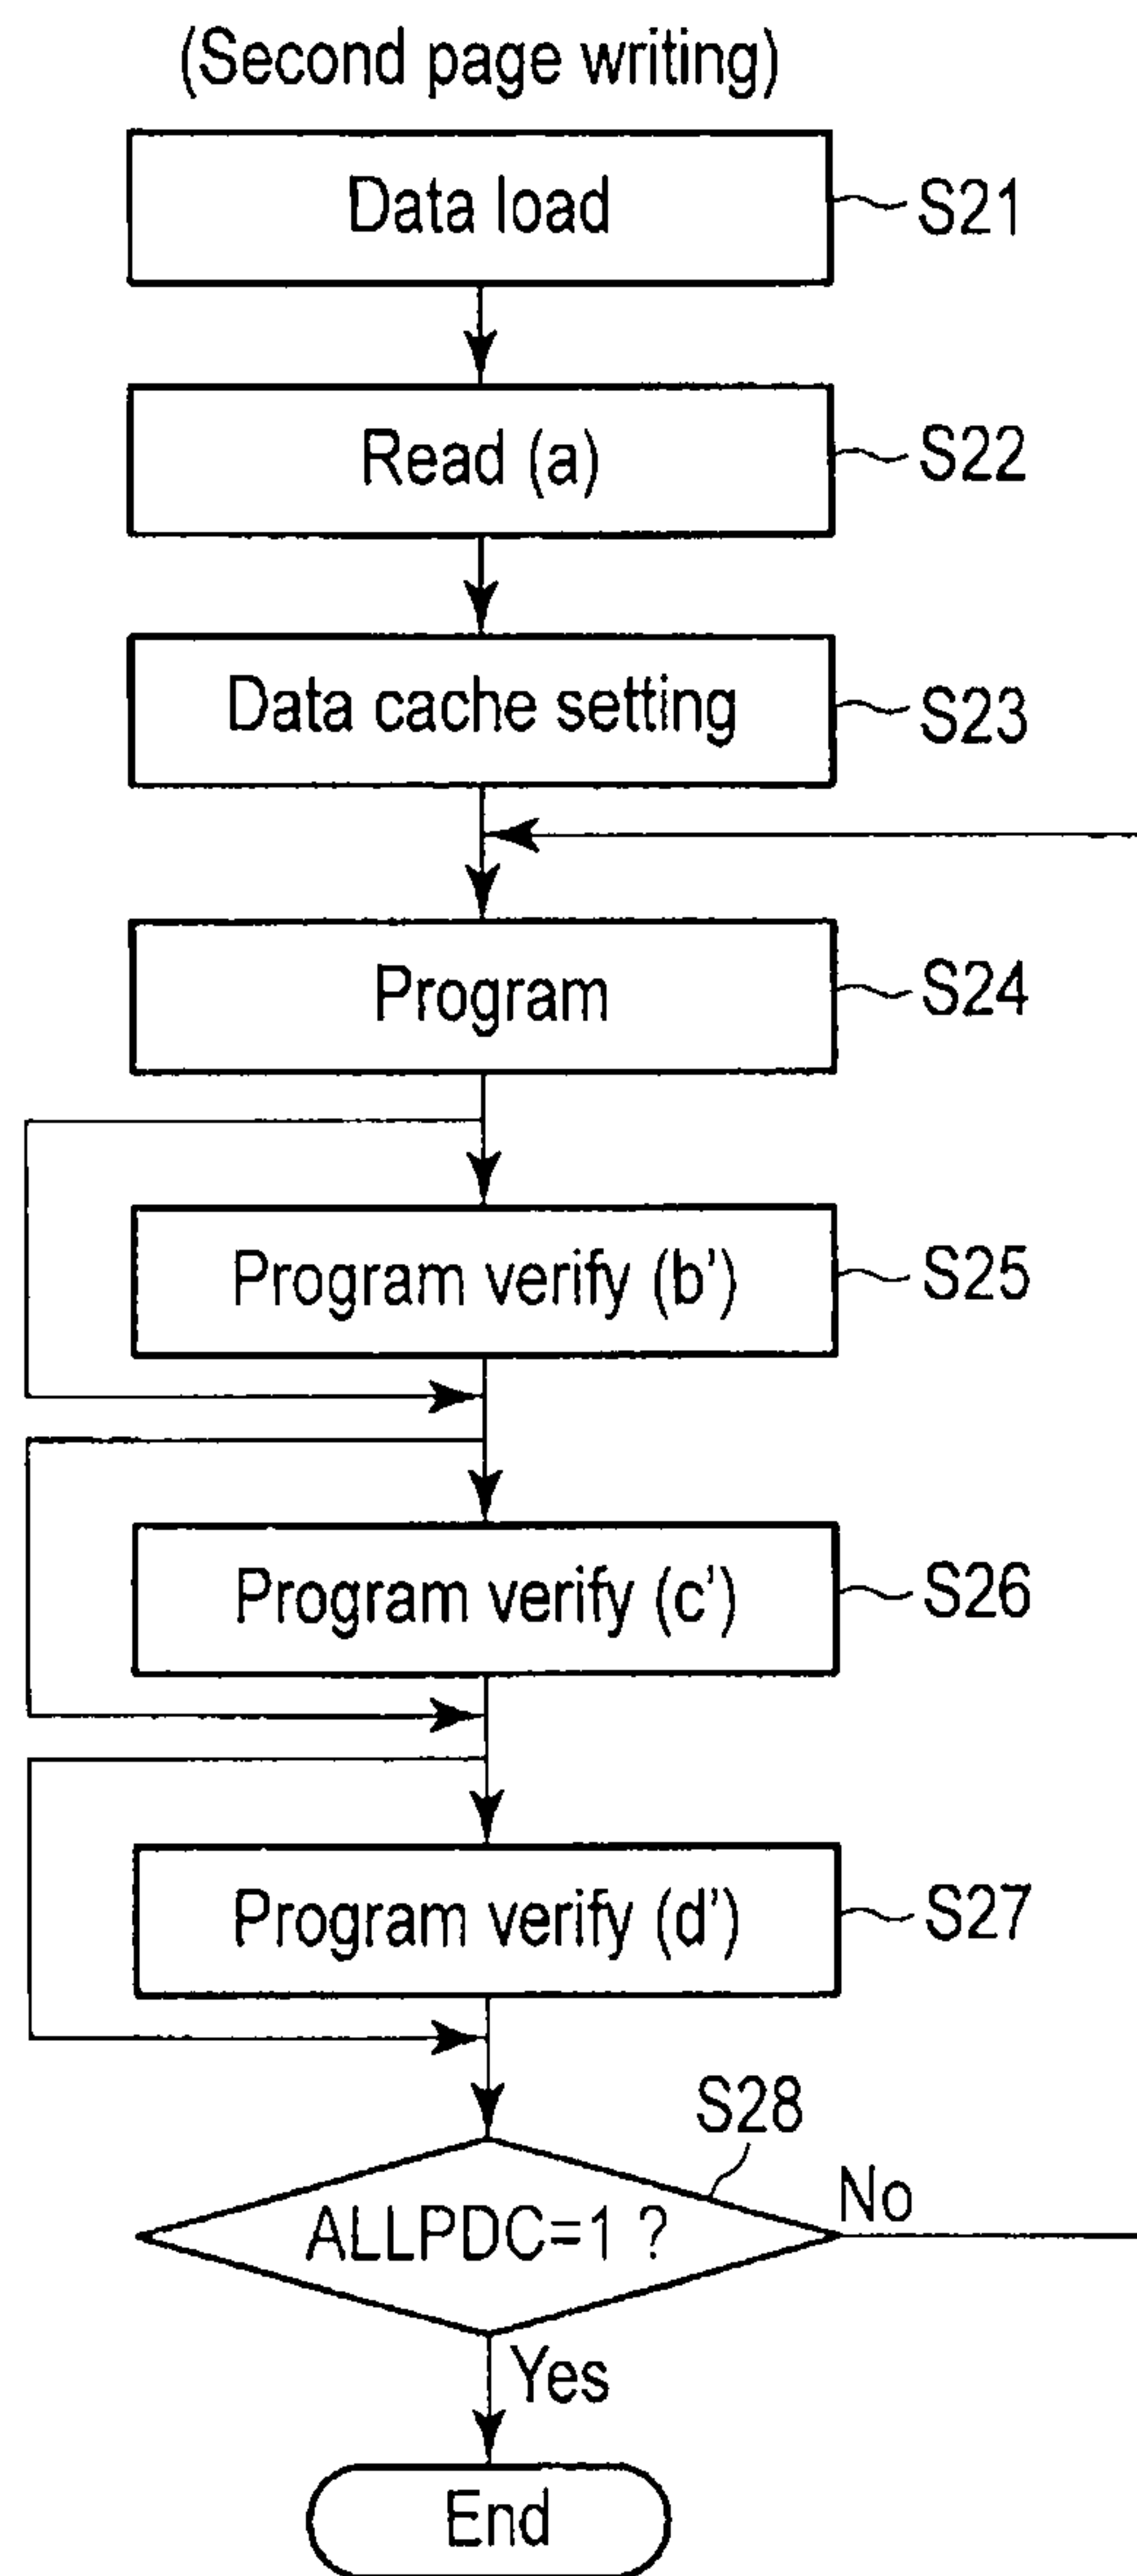 (Second page writing)
Data load
S21
Read (a)
S22
Data cache setting
S23
Program
S24
Program verify (b’)
S25
Program verify (c’)
S26
Program verify (d’)
S27
S28
ALLPDC=1 ?
No
Yes
End